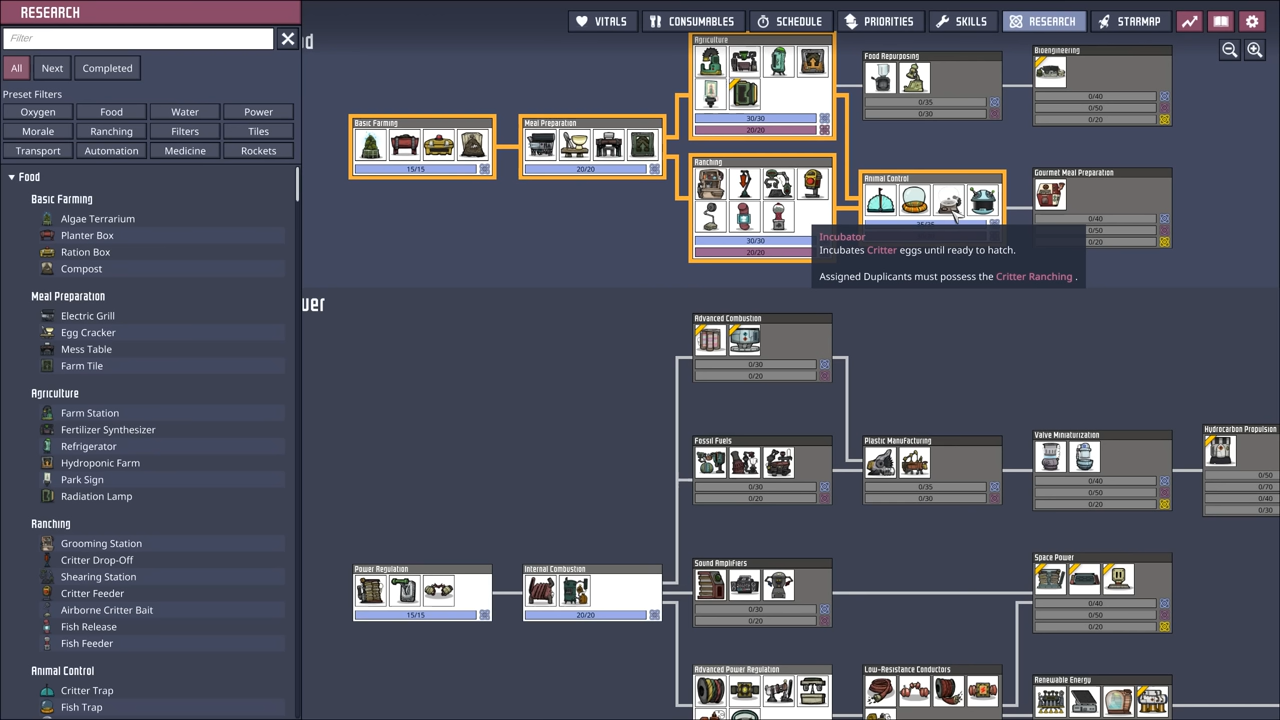 RESEARCH
VITALS
CONSUMABLES
SCHEDULE
PRIORITIES
SKILLS
RESEARCH
STARMAP
Filter
All
Next
Completed
Preset Filters
Oxygen
Food
Water
Power
Morale
Ranching
Filters
Tiles
Transport
Automation
Medicine
Rockets
Food
Basic Farming
Algae Terrarium
Planter Box
Ration Box
Compost
Meal Preparation
Electric Grill
Egg Cracker
Mess Table
Farm Tile
Agriculture
Farm Station
Fertilizer Synthesizer
Refrigerator
Hydroponic Farm
Park Sign
Radiation Lamp
Ranching
Grooming Station
Critter Drop-Off
Shearing Station
Critter Feeder
Airborne Critter Bait
Fish Release
Fish Feeder
Animal Control
Critter Trap
Fish Trap
Basic Farming
15/15
Meal Preparation
20/20
Agriculture
30/30
20/20
Ranching
30/30
20/20
Food Repurposing
0/35
0/30
Bioengineering
0/40
0/50
0/20
Animal Control
Gourmet Meal Preparation
0/40
0/50
0/20
Incubator
Incubates Critter eggs until ready to hatch.
Assigned Duplicants must possess the Critter Ranching .
Advanced Combustion
0/30
0/20
Fossil Fuels
0/30
0/20
Plastic Manufacturing
0/35
0/30
Valve Miniaturization
0/40
0/50
0/20
Hydrocarbon Propulsion
0/50
0/70
0/40
0/30
Power Regulation
15/15
Internal Combustion
20/20
Sound Amplifiers
0/30
0/20
Space Power
0/40
0/50
0/20
Advanced Power Regulation
Low-Resistance Conductors
Renewable Energy